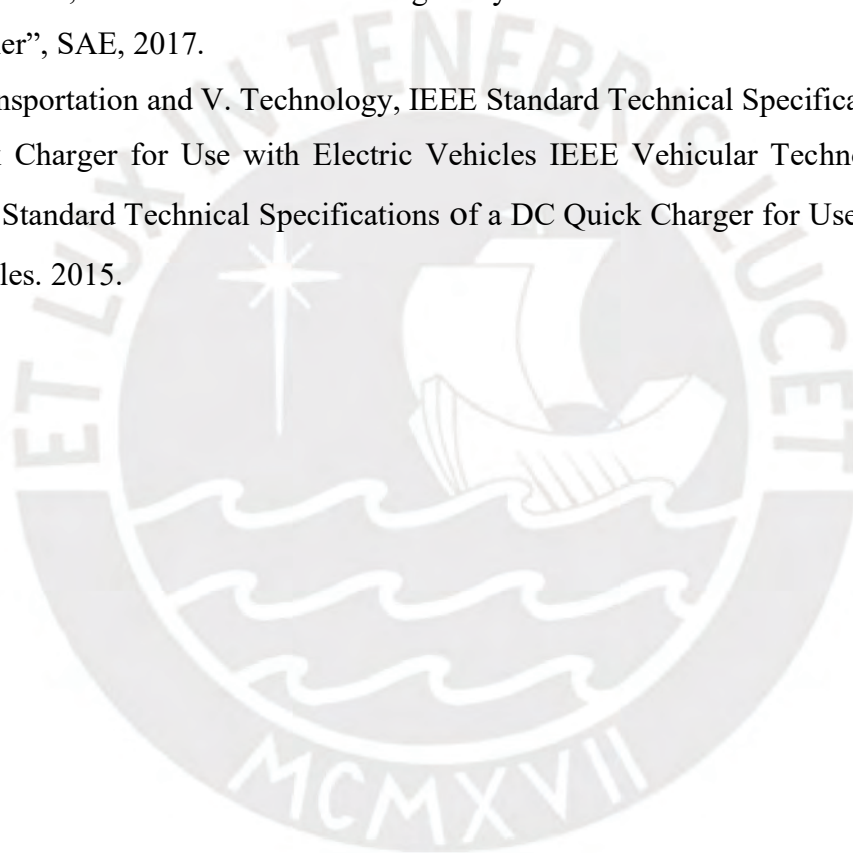 er”, SAE, 2017.
nsportation and V. Technology, IEEE Standard Technical Specifica
Charger for Use with Electric Vehicles IEEE Vehicular Techn
Standard Technical Specifications of a DC Quick Charger for Use
les. 2015.
ET LUX IN TENEBRIS LUCET
MCMXVII